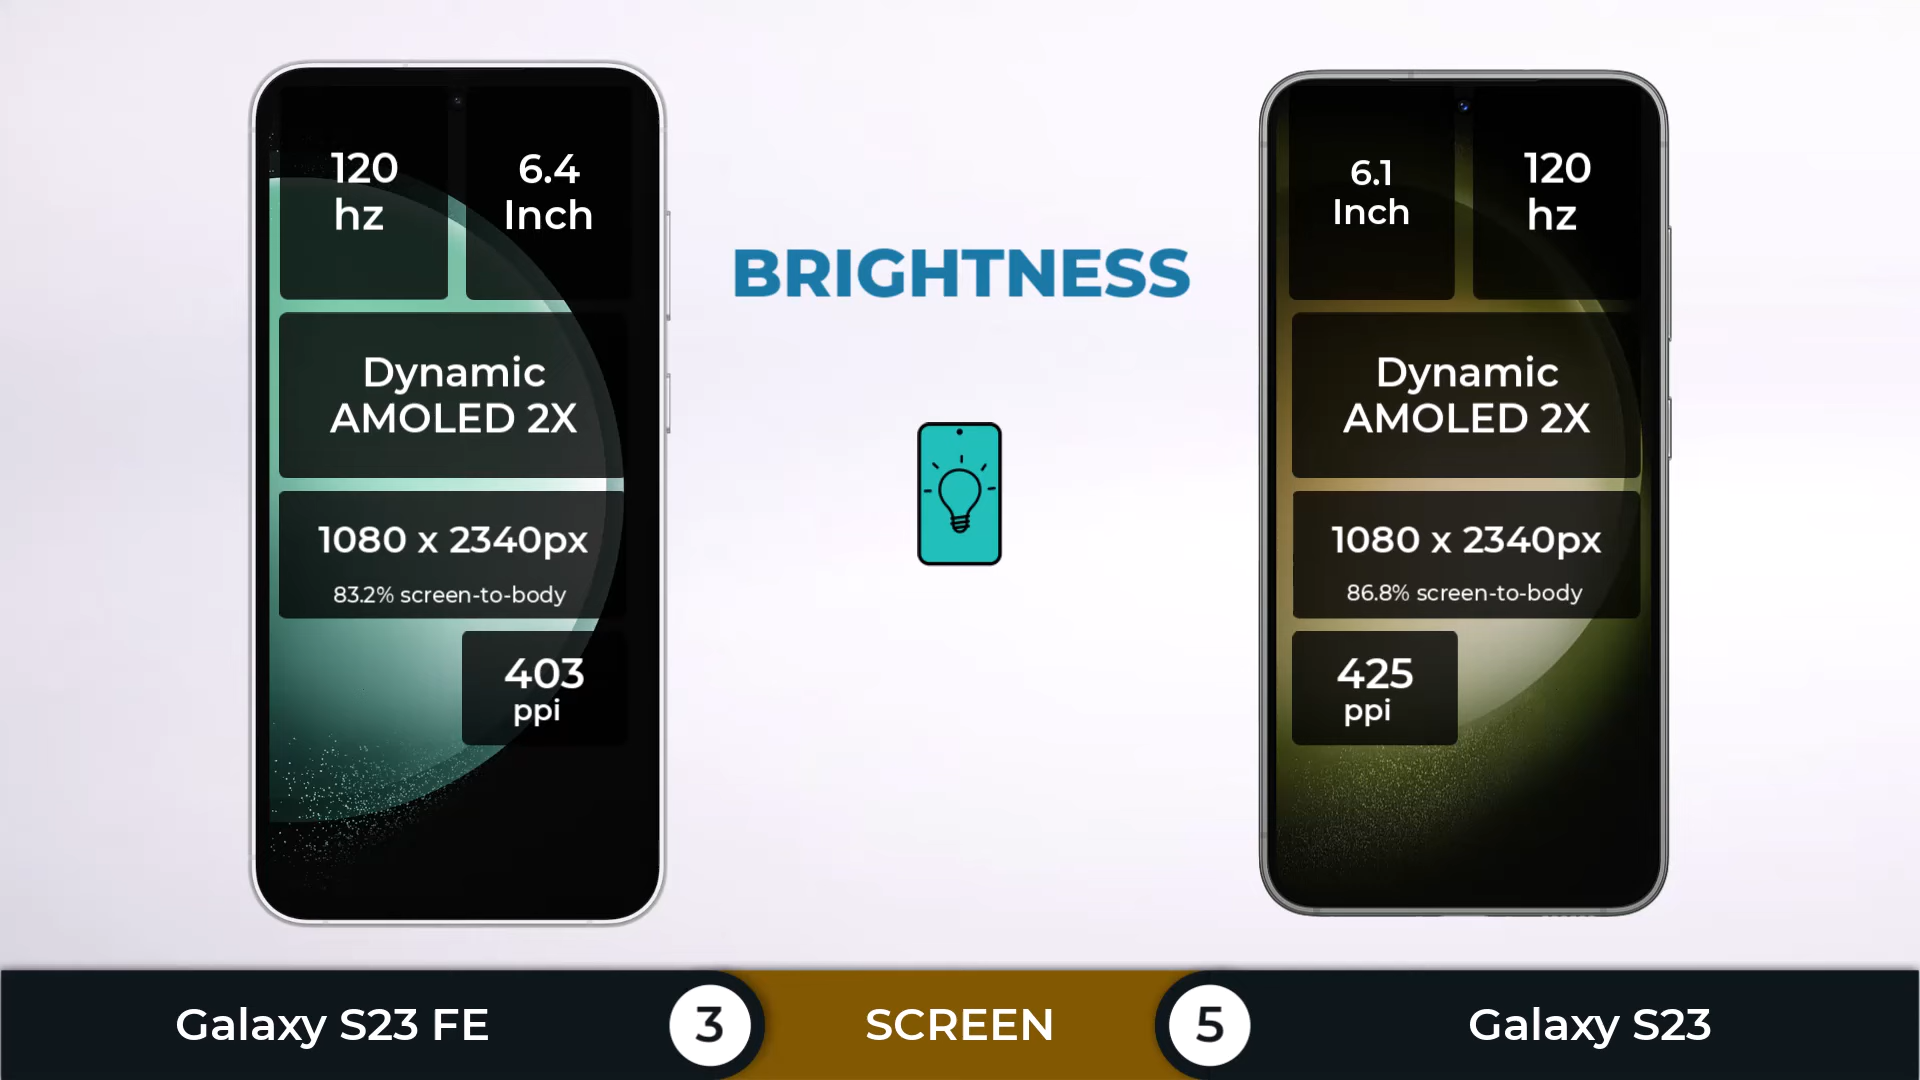 120
hz
6.4
Inch
Dynamic
AMOLED 2X
1080 x 2340px
83.2% screen-to-body
403
ppi
BRIGHTNESS
6.1
Inch
120
hz
Dynamic
AMOLED 2X
1080 x 2340px
86.8% screen-to-body
425
ppi
Galaxy S23 FE
3
SCREEN
5
Galaxy S23